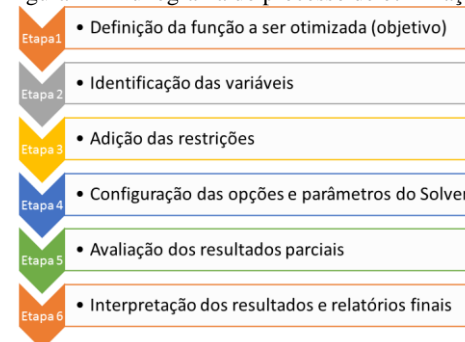 Etapa1
• Definição da função a ser otimizada (objetivo)
Etapa 2
• Identificação das variáveis
Etapa 3
• Adição das restrições
Etapa 4
• Configuração das opções e parâmetros do Solver
Etapa 5
• Avaliação dos resultados parciais
Etapa 6
• Interpretação dos resultados e relatórios finais